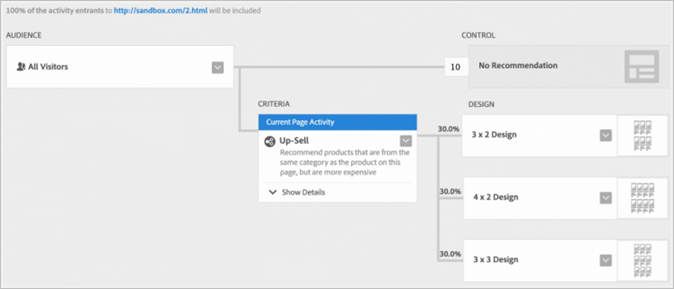 100% of the activity entrants to http://sandbox.com/2.html will be included
AUDIENCE
All Visitors
CONTROL
10
No Recommendation
CRITERIA
Current Page Activity
Up-Sell
Recommend products that are from the
same category as the product on this
page, but are more expensive
Show Details
DESIGN
30.0%
3 x 2 Design
30.0%
4 x 2 Design
30.0%
3 x 3 Design